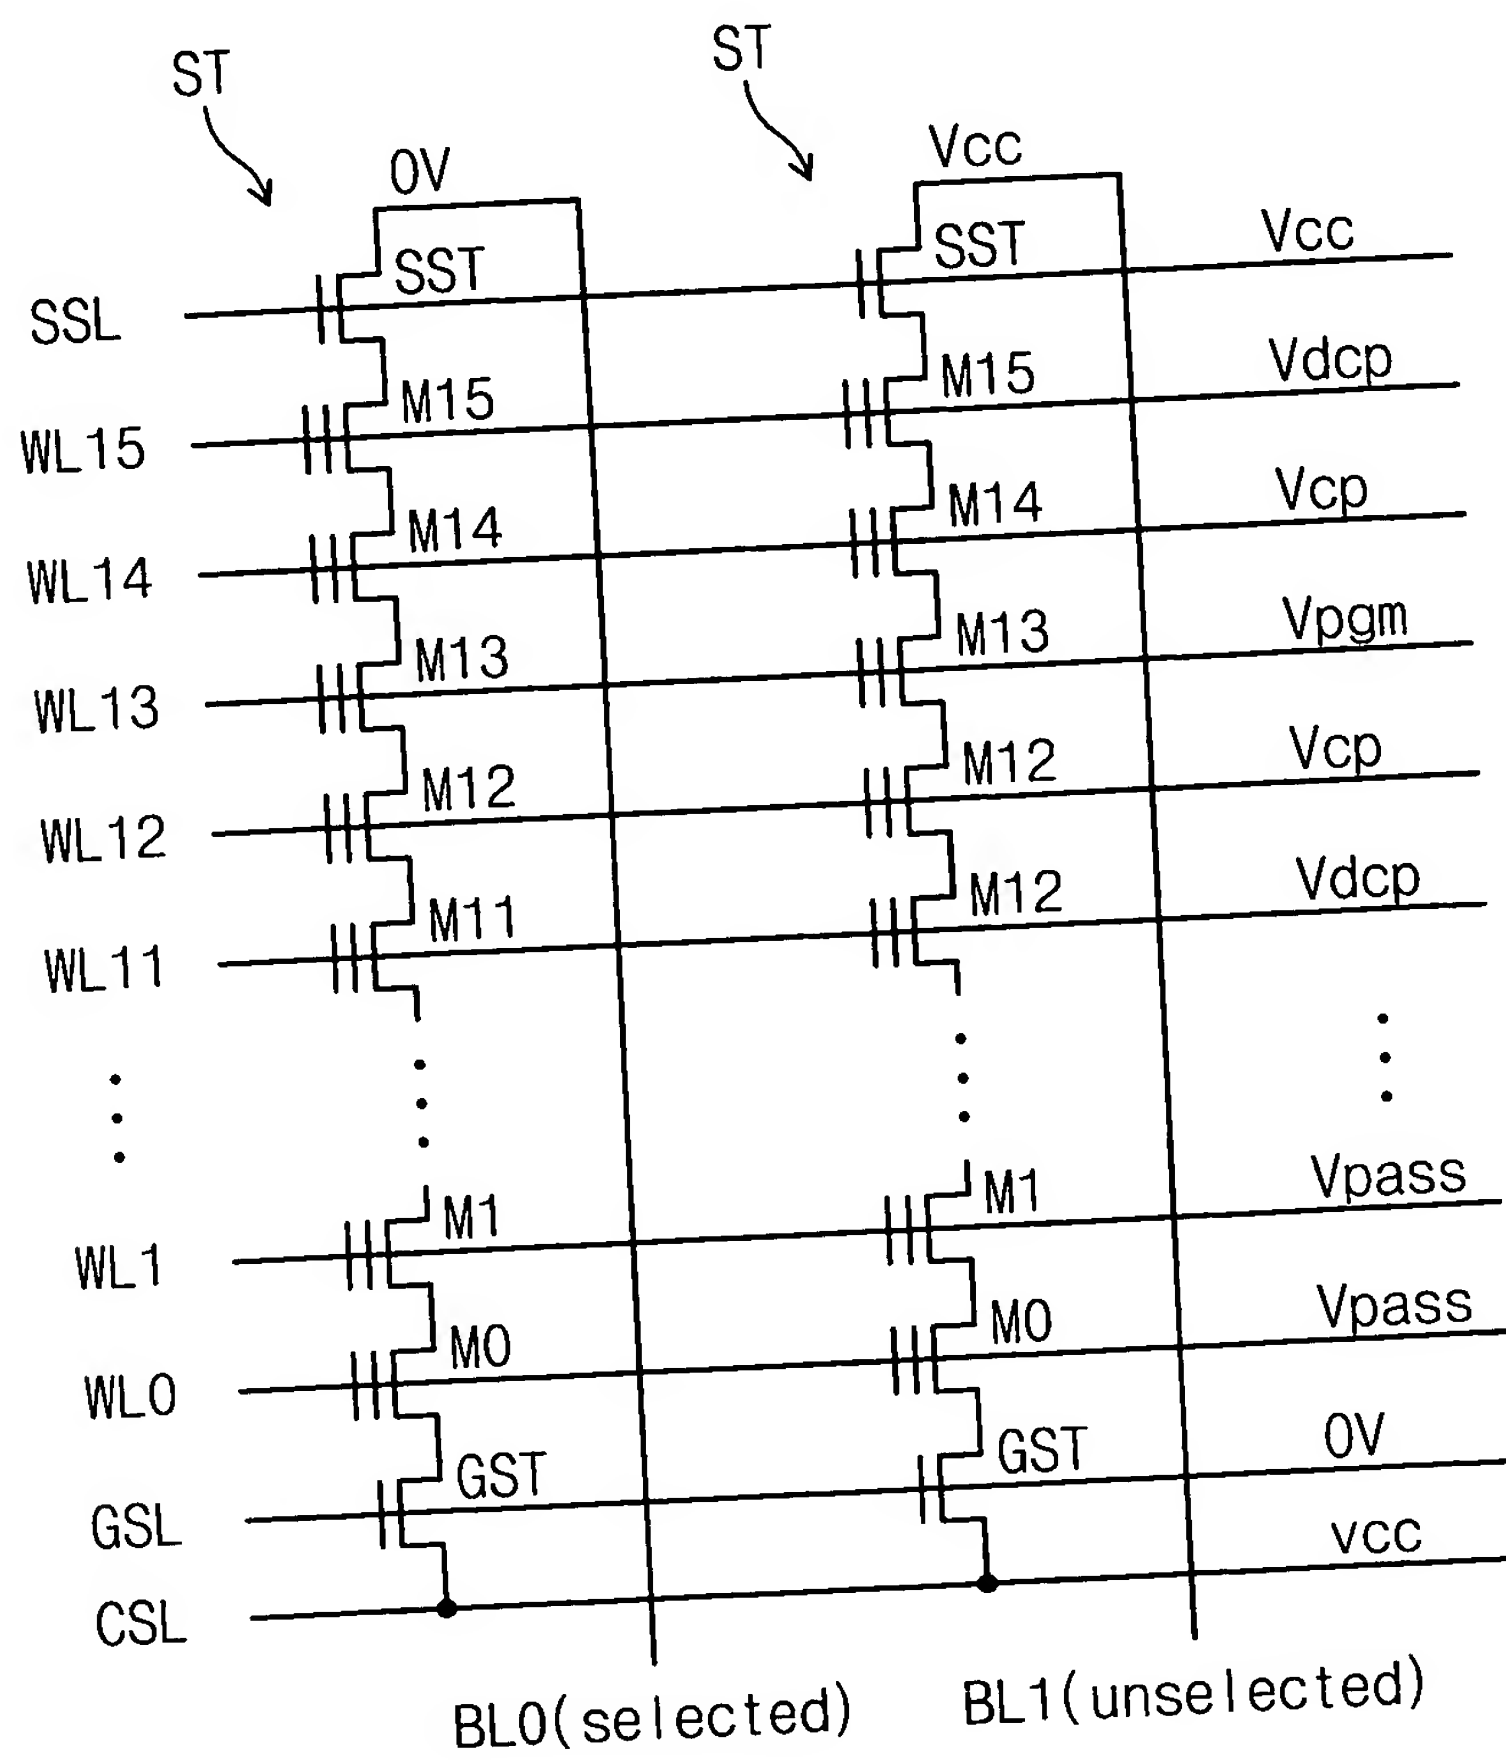 ST ST
0V Vcc
SSL SST SST Vcc
WL15 M15 M15 Vdcp
WL14 M14 M14 Vcp
WL13 M13 M13 Vpgm
WL12 M12 M12 Vcp
WL11 M11 M12 Vdcp
WL1 M1 M1 Vpass
WL0 M0 M0 Vpass
GSL GST GST 0V
CSL vcc
BL0(selected) BL1(unselected)